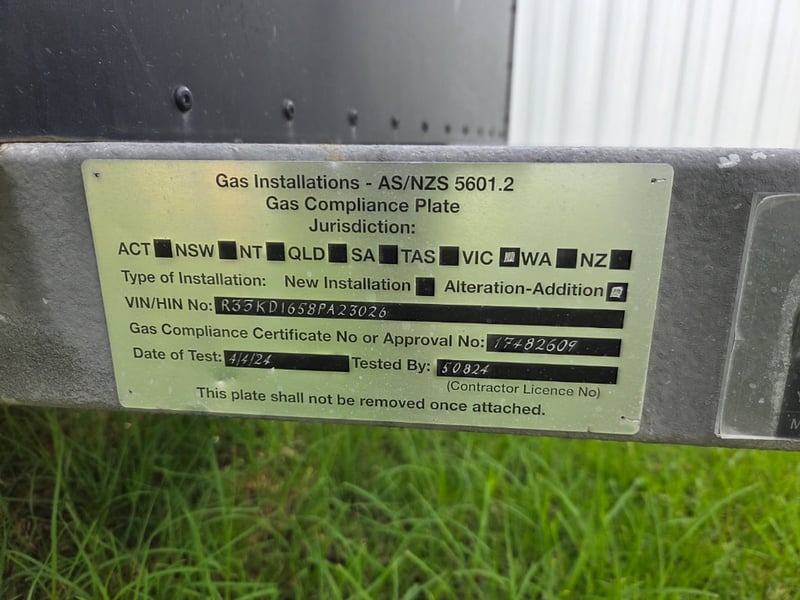 Gas Installations - AS/NZS 5601.2
Gas Compliance Plate
Jurisdiction:
ACT NSW NT QLD SA TAS VIC WA NZ
Type of Installation: New Installation Alteration-Addition
VIN/HIN No: R33KD1658PA23026
Gas Compliance Certificate No or Approval No: 17482609
Date of Test: 4/4/24 Tested By: 50824
(Contractor Licence No)
This plate shall not be removed once attached.